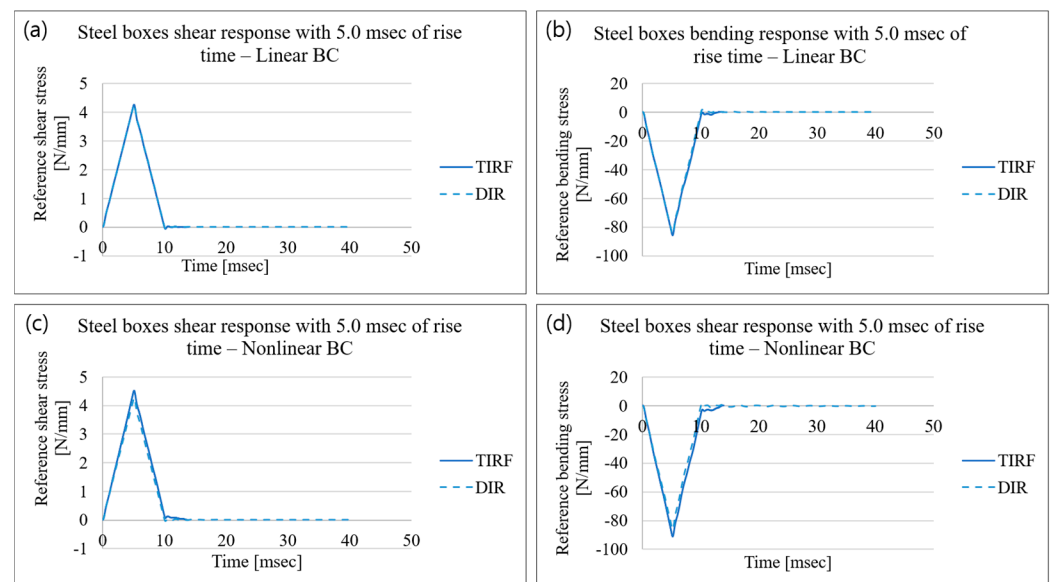 (a) Steel boxes shear response with 5.0 msec of rise
time – Linear BC
Reference shear stress
[N/mm]
5
4
3
2
1
0
-1
0 10 20 30 40 50
Time [msec]
TIRF
DIR
(b) Steel boxes bending response with 5.0 msec of
rise time – Linear BC
Reference bending stress
[N/mm]
20
0
-20
-40
-60
-80
-100
0 10 20 30 40 50
Time [msec]
TIRF
DIR
(c) Steel boxes shear response with 5.0 msec of rise
time – Nonlinear BC
Reference shear stress
[N/mm]
5
4
3
2
1
0
-1
0 10 20 30 40 50
Time [msec]
TIRF
DIR
(d) Steel boxes shear response with 5.0 msec of rise
time – Nonlinear BC
Reference bending stress
[N/mm]
20
0
-20
-40
-60
-80
-100
0 10 20 30 40 50
Time [msec]
TIRF
DIR